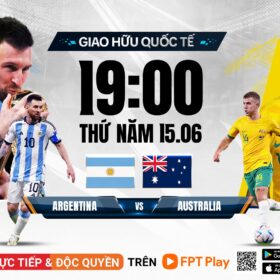 GIAO HỮU QUỐC TẾ
19:00
THỨ NĂM 15.06
10
ARGENTINA VS AUSTRALIA
TRỰC TIẾP & ĐỘC QUYỀN TRÊN FPT Play